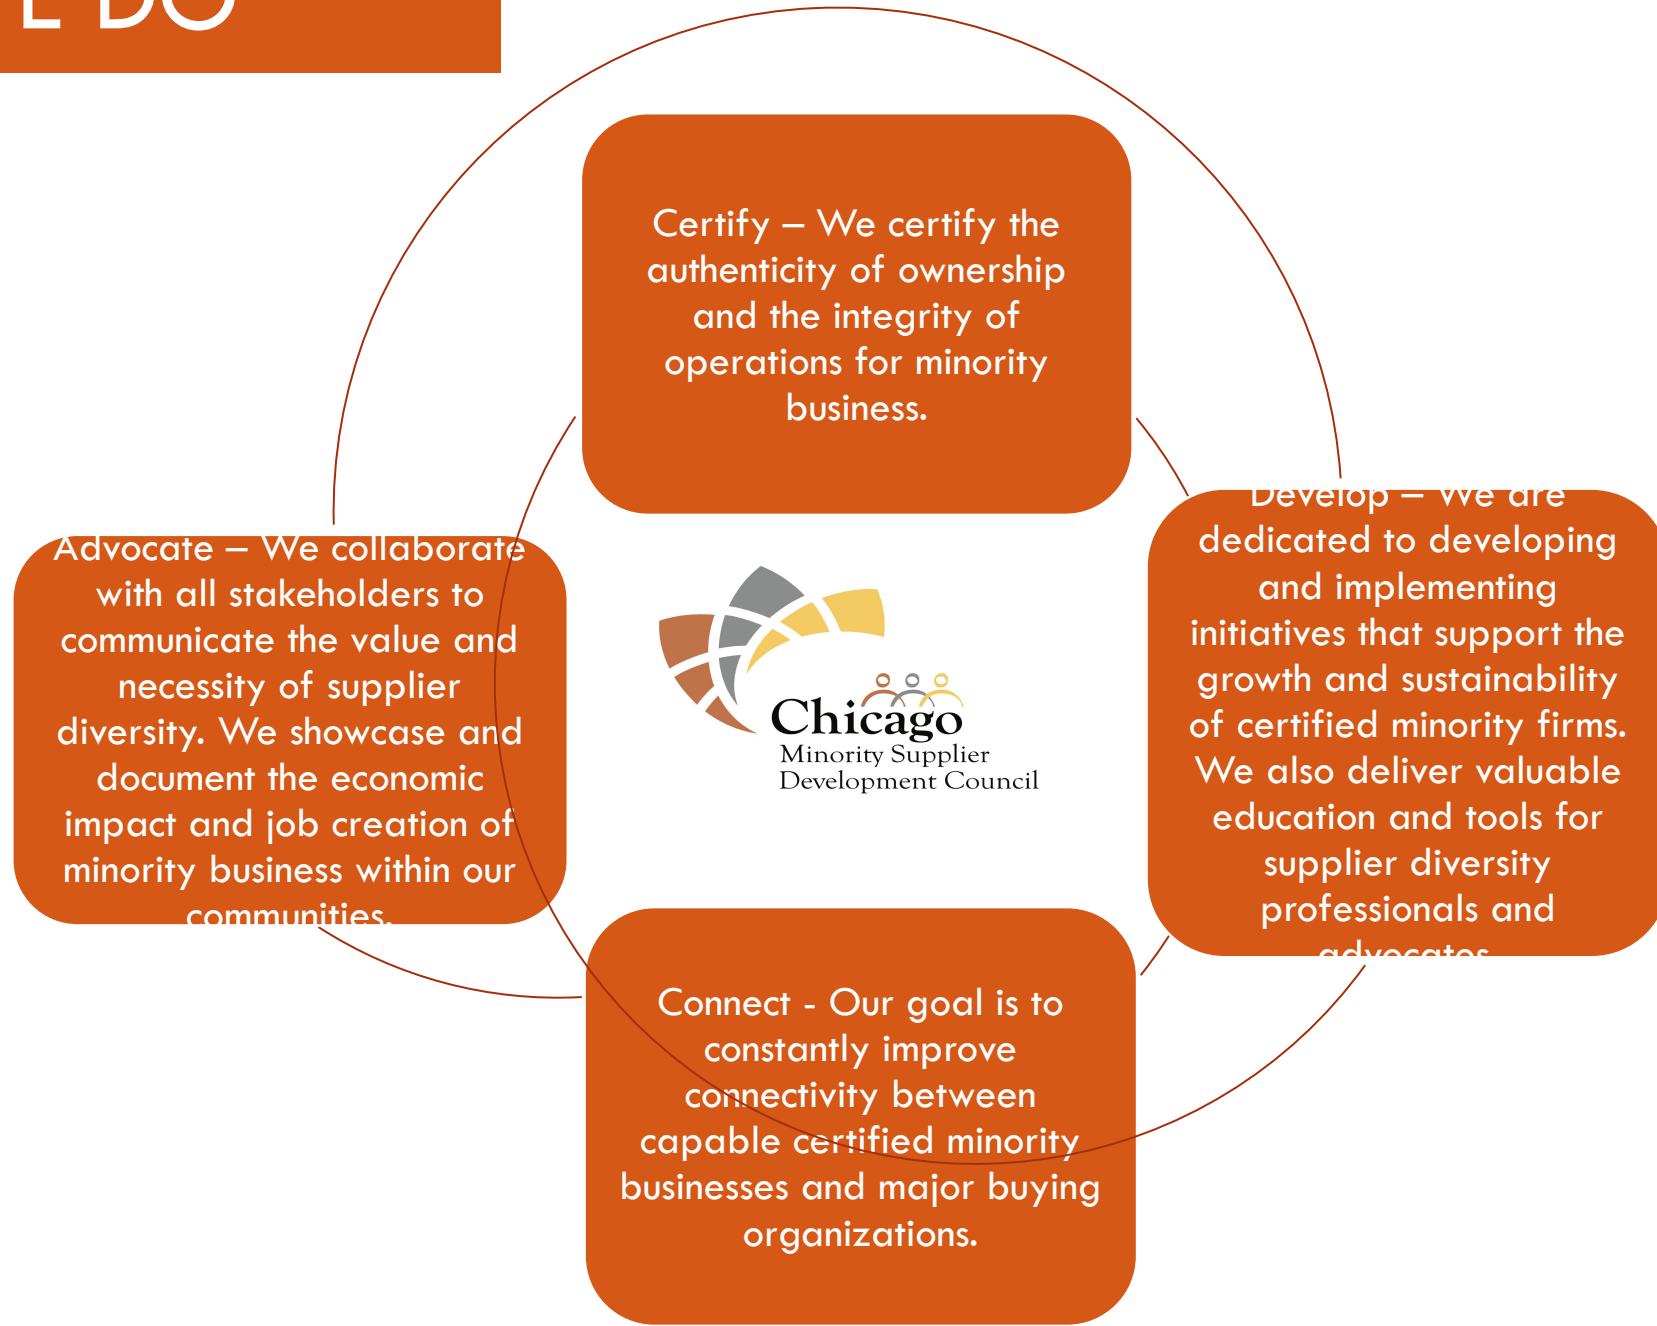 E DO
Certify – We certify the
authenticity of ownership
and the integrity of
operations for minority
business.
Develop – We are
dedicated to developing
and implementing
initiatives that support the
growth and sustainability
of certified minority firms.
We also deliver valuable
education and tools for
supplier diversity
professionals and
advocates.
Connect - Our goal is to
constantly improve
connectivity between
capable certified minority
businesses and major buying
organizations.
Advocate – We collaborate
with all stakeholders to
communicate the value and
necessity of supplier
diversity. We showcase and
document the economic
impact and job creation of
minority business within our
communities.
Chicago
Minority Supplier
Development Council